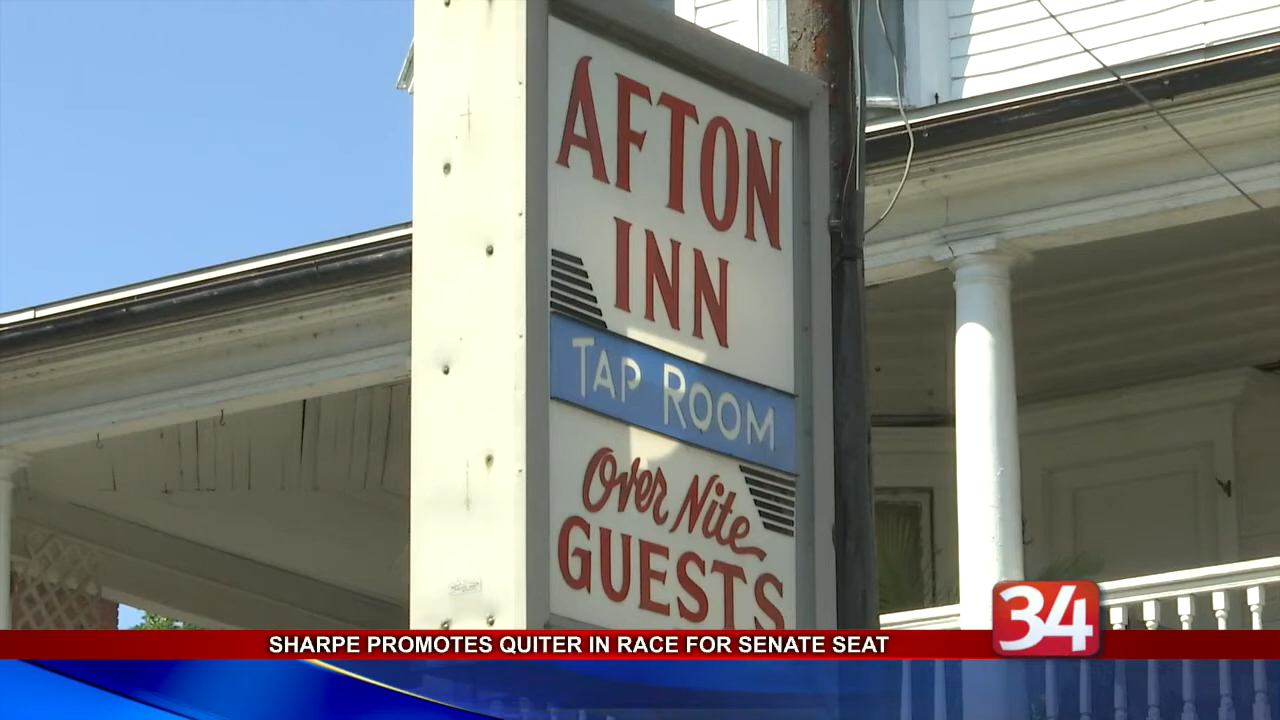 AFTON
INN
TAP ROOM
Over Nite
GUESTS
34
SHARPE PROMOTES QUITER IN RACE FOR SENATE SEAT